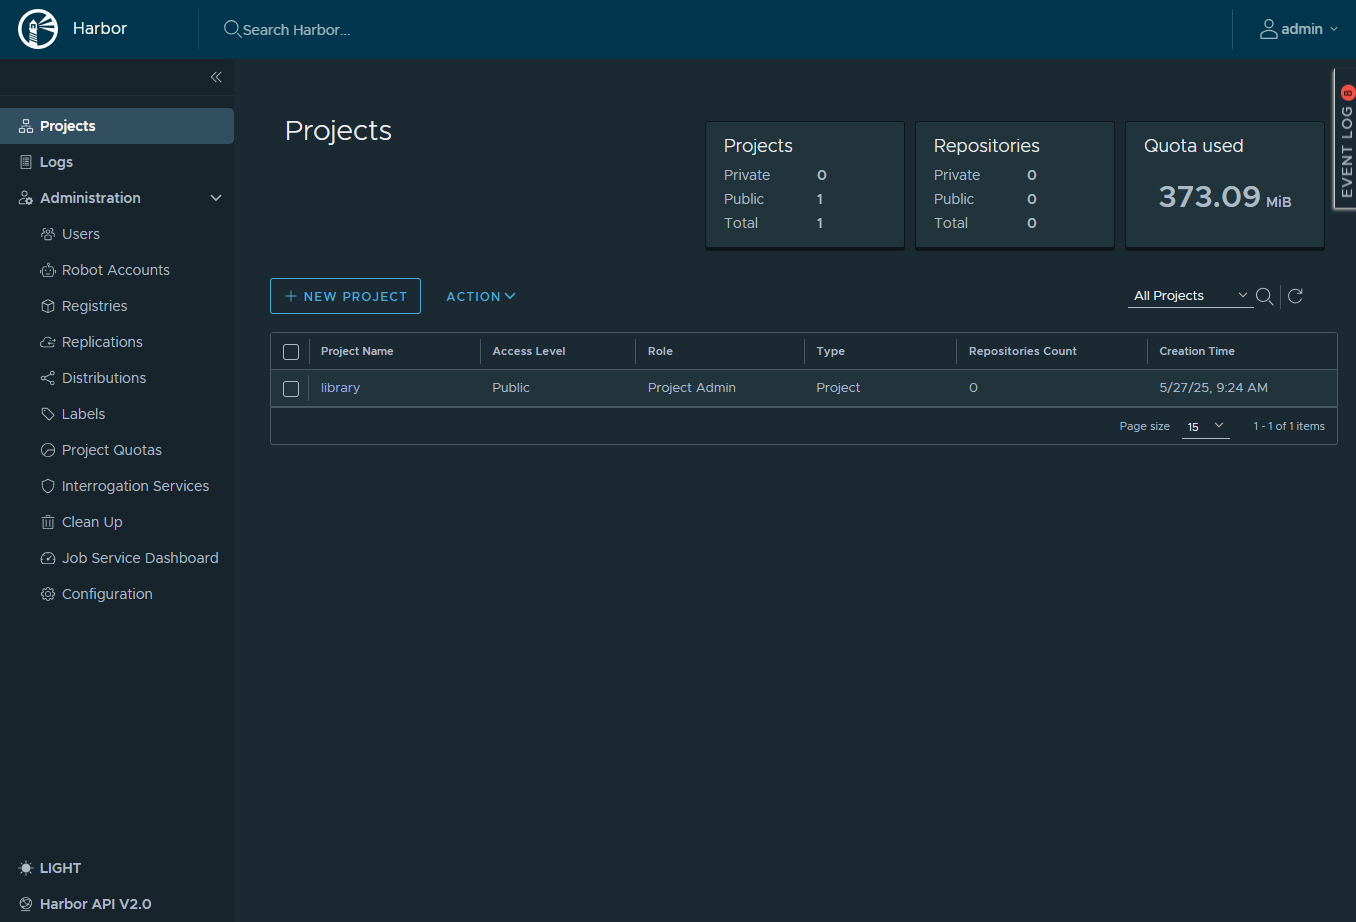 Harbor
Search Harbor...
admin
EVENT LOG 8
Projects
Logs
Administration
Users
Robot Accounts
Registries
Replications
Distributions
Labels
Project Quotas
Interrogation Services
Clean Up
Job Service Dashboard
Configuration
LIGHT
Harbor API V2.0
Projects
Projects
Private 0
Public 1
Total 1
Repositories
Private 0
Public 0
Total 0
Quota used
373.09 MiB
NEW PROJECT ACTION All Projects
Project Name Access Level Role Type Repositories Count Creation Time
library Public Project Admin Project 0 5/27/25, 9:24 AM
Page size 15 1 - 1 of 1 items